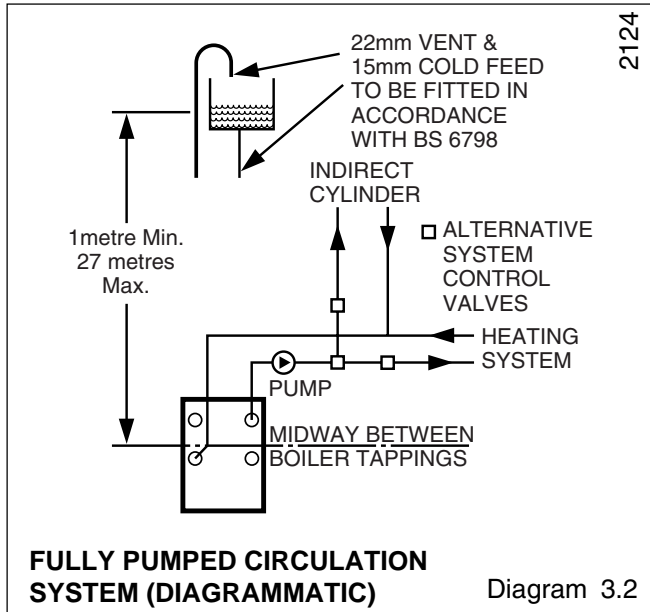 2124
22mm VENT &
15mm COLD FEED
TO BE FITTED IN
ACCORDANCE
WITH BS 6798
INDIRECT
CYLINDER
1metre Min.
27 metres
Max.
ALTERNATIVE
SYSTEM
CONTROL
VALVES
HEATING
SYSTEM
PUMP
MIDWAY BETWEEN
BOILER TAPPINGS
FULLY PUMPED CIRCULATION
SYSTEM (DIAGRAMMATIC)
Diagram 3.2